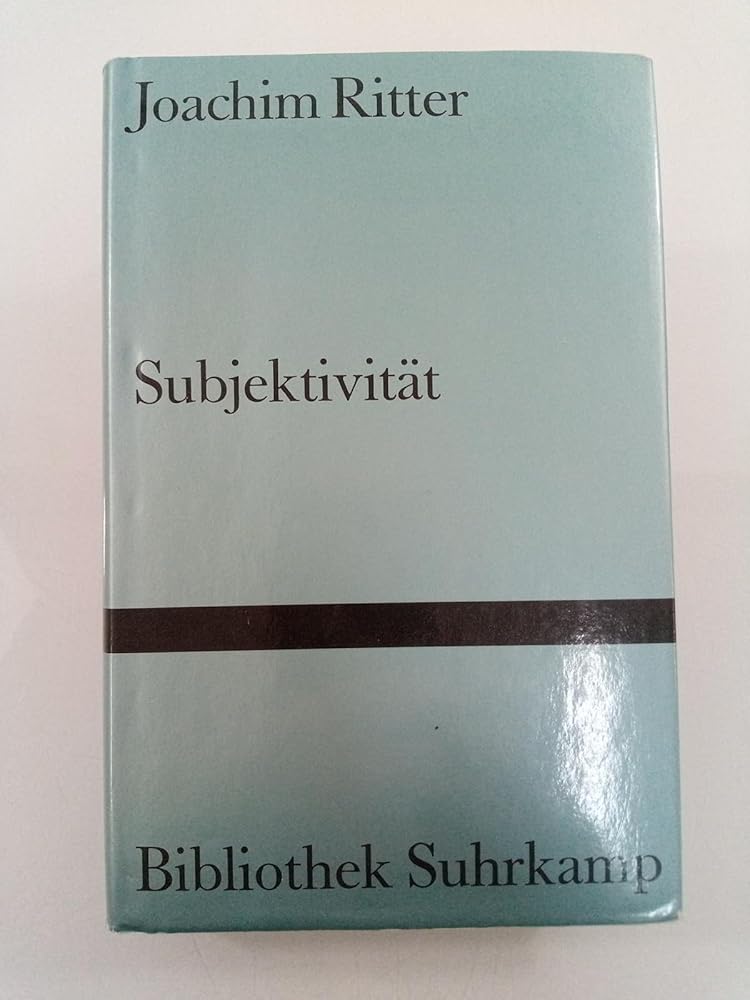 Joachim Ritter
Subjektivität
Bibliothek Suhrkamp